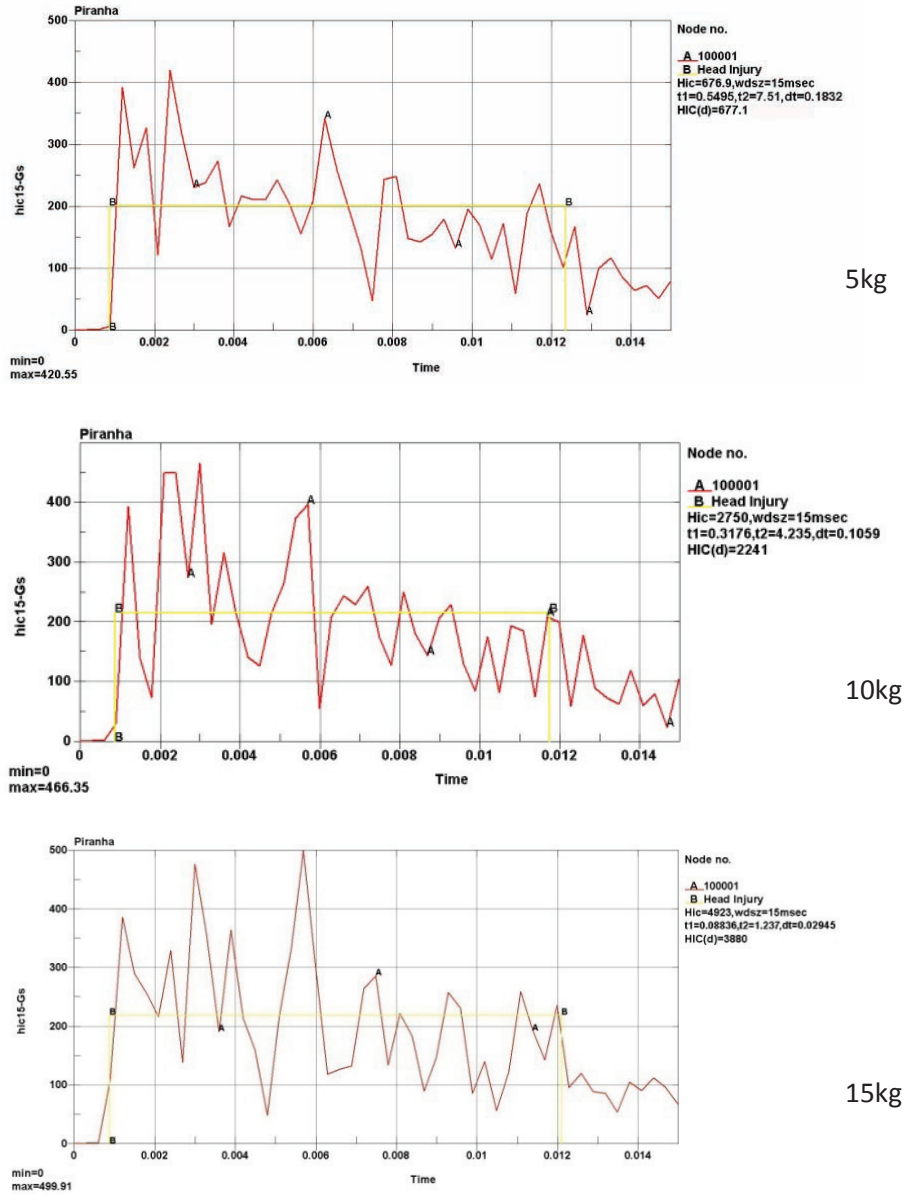 Piranha
500
400
300
200
100
0
hic15-Gs
0 0.002 0.004 0.006 0.008 0.01 0.012 0.014
Time
min=0
max=420.55
Node no.
A 100001
B Head Injury
Hic=676.9,wdsz=15msec
t1=0.5495,t2=7.51,dt=0.1832
HIC(d)=677.1
A
A
A
A
B
B
B
5kg
Piranha
400
300
200
100
0
hic15-Gs
0 0.002 0.004 0.006 0.008 0.01 0.012 0.014
Time
min=0
max=466.35
Node no.
A 100001
B Head Injury
Hic=2750,wdsz=15msec
t1=0.3176,t2=4.235,dt=0.1059
HIC(d)=2241
A
A
A
A
A
B
B
B
10kg
Piranha
500
400
300
200
100
0
hic15-Gs
0 0.002 0.004 0.006 0.008 0.01 0.012 0.014
Time
min=0
max=499.91
Node no.
A 100001
B Head Injury
Hic=4923,wdsz=15msec
t1=0.08836,t2=1.237,dt=0.02945
HIC(d)=3880
A
A
A
B
B
B
15kg